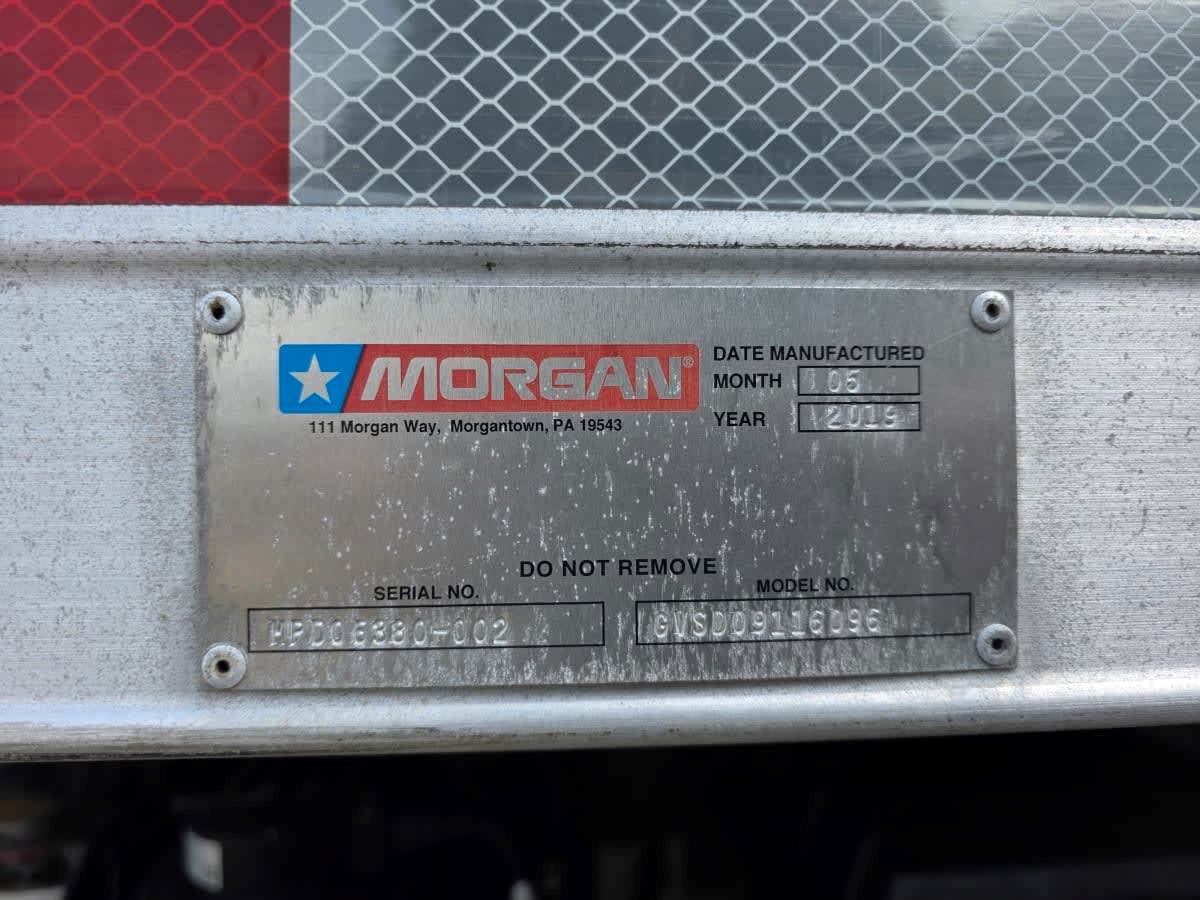 MORGAN®
111 Morgan Way, Morgantown, PA 19543
DATE MANUFACTURED
MONTH 05
YEAR 2019
DO NOT REMOVE
SERIAL NO.
MODEL NO.
GVSD09116096